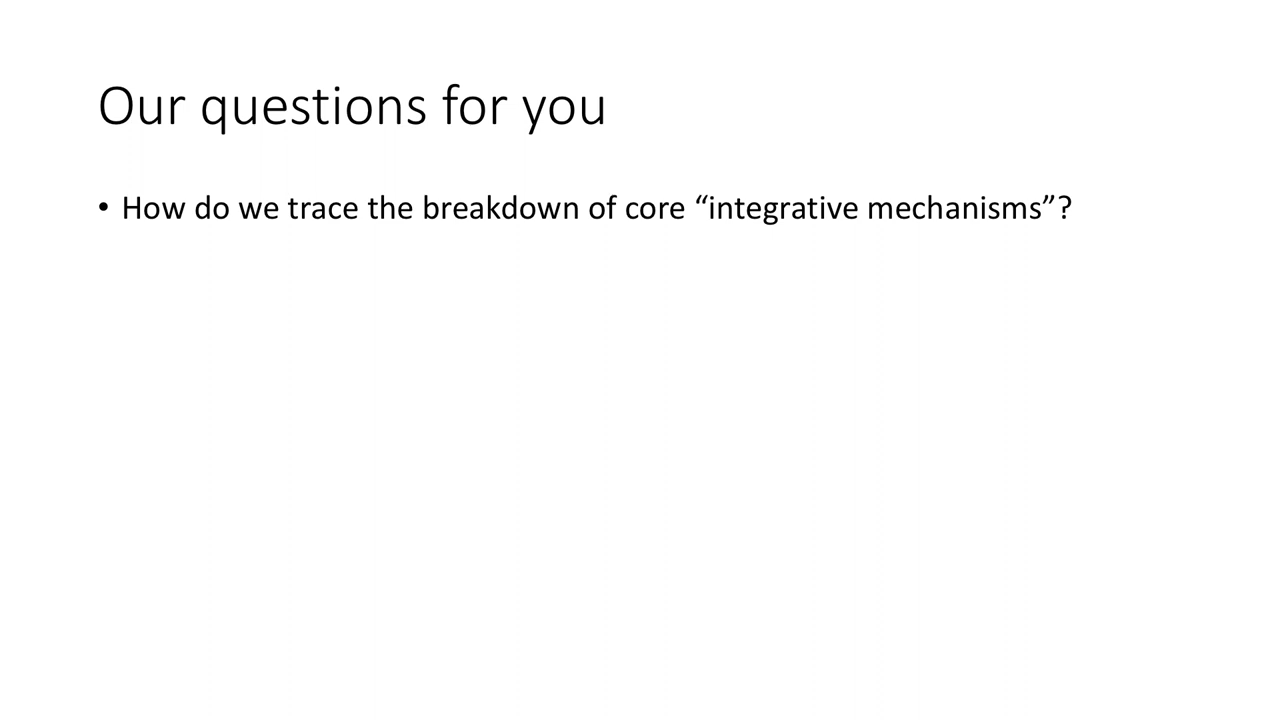 Our questions for you
• How do we trace the breakdown of core “integrative mechanisms”?